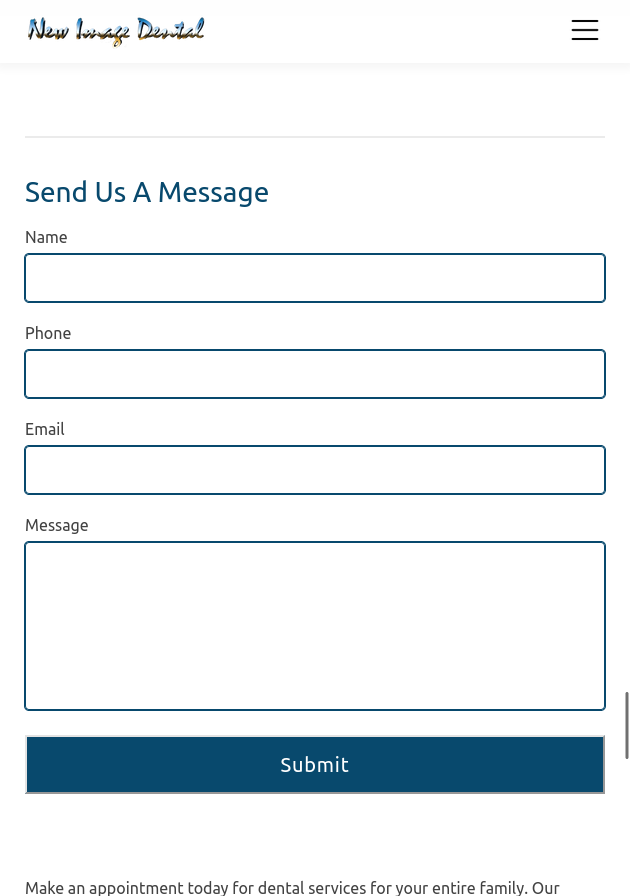 New Image Dental
Send Us A Message
Name
Phone
Email
Message
Submit
Make an appointment today for dental services for your entire family. Our